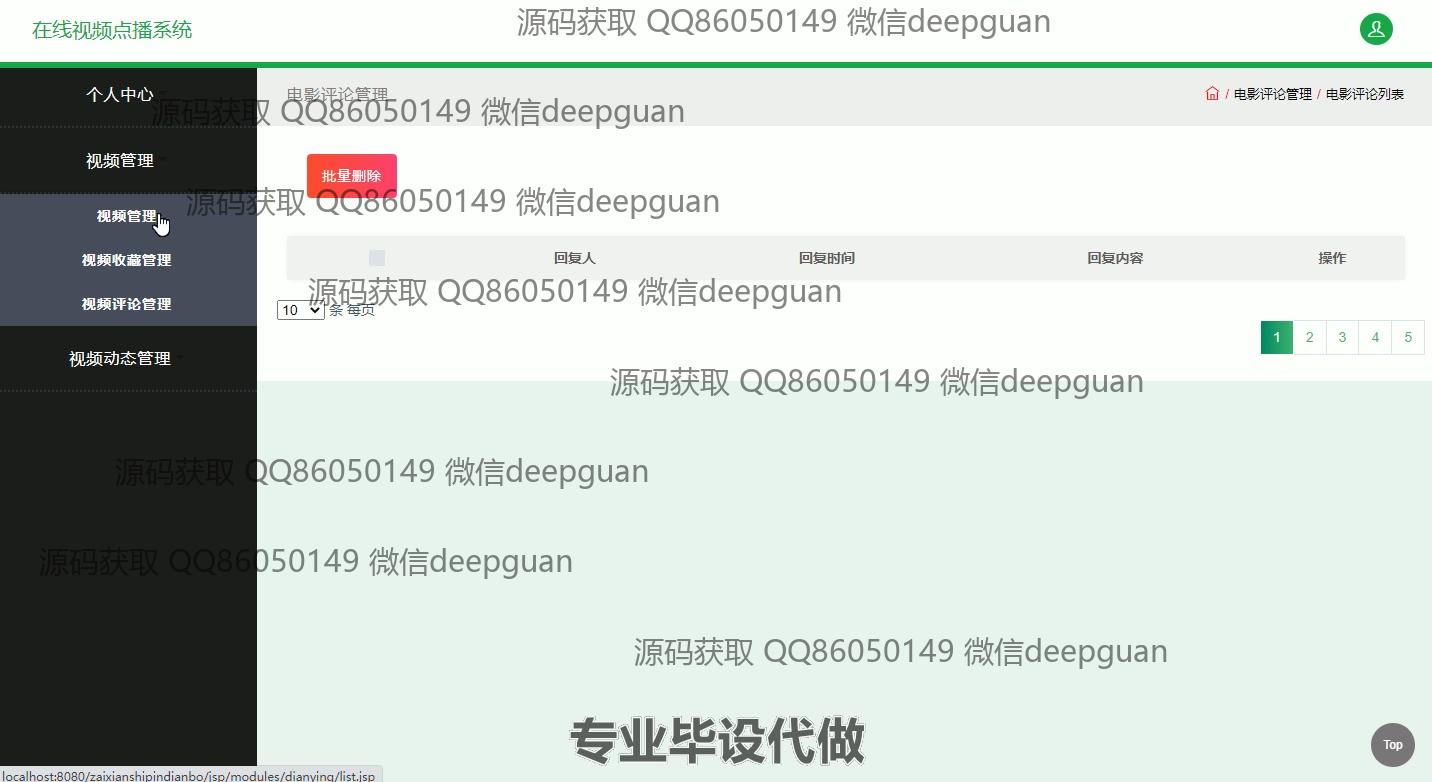 在线视频点播系统
源码获取 QQ86050149 微信deepguan
个人中心
电影评论管理
/ 电影评论管理 / 电影评论列表
源码获取 QQ86050149 微信deepguan
视频管理
批量删除
源码获取 QQ86050149 微信deepguan
视频管理
视频收藏管理
回复人 回复时间 回复内容 操作
源码获取 QQ86050149 微信deepguan
视频评论管理
10 条 每页
1 2 3 4 5
视频动态管理
源码获取 QQ86050149 微信deepguan
源码获取 QQ86050149 微信deepguan
源码获取 QQ86050149 微信deepguan
源码获取 QQ86050149 微信deepguan
专业毕设代做
Top
localhost:8080/zaixianshipindianbo/jsp/modules/dianying/list.jsp